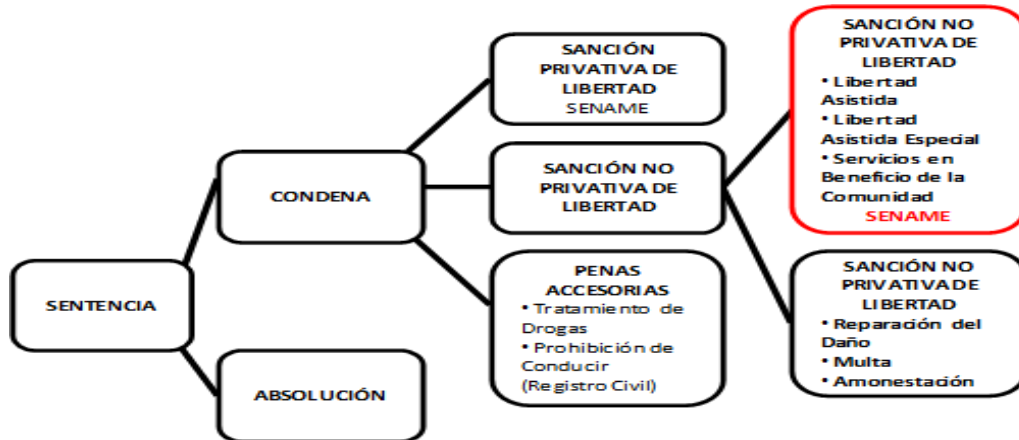 SENTENCIA
CONDENA
ABSOLUCIÓN
SANCIÓN
PRIVATIVA DE
LIBERTAD
SENAME
SANCIÓN NO
PRIVATIVA DE
LIBERTAD
PENAS
ACCESORIAS
• Tratamiento de
Drogas
• Prohibición de
Conducir
(Registro Civil)
SANCIÓN NO
PRIVATIVA DE
LIBERTAD
• Libertad
Asistida
• Libertad
Asistida Especial
• Servicios en
Beneficio de la
Comunidad
SENAME
SANCIÓN NO
PRIVATIVA DE
LIBERTAD
• Reparación del
Daño
• Multa
• Amonestación